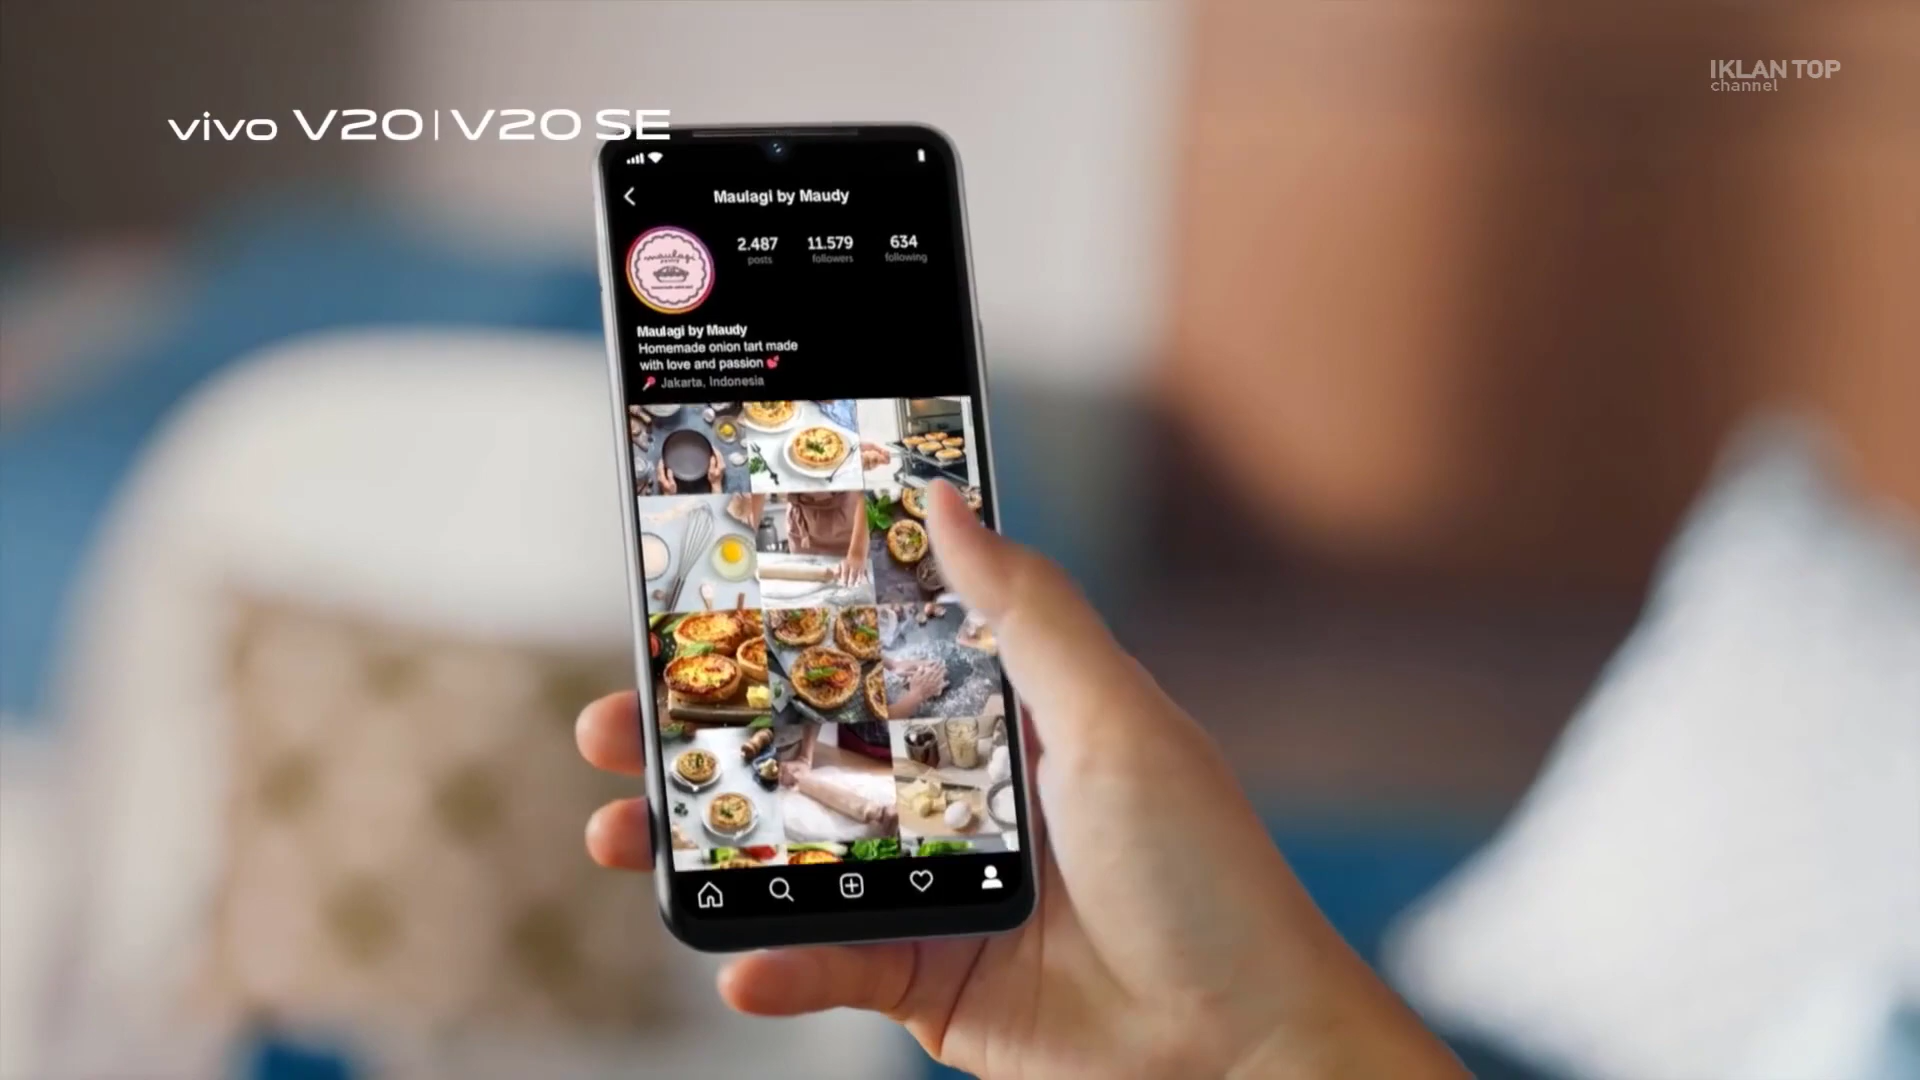 vivo V20 | V20 SE
IKLAN TOP
channel
Maulagi by Maudy
2.487 11.579 634
posts followers following
maulagi
Maulagi by Maudy
Homemade onion tart made
with love and passion 💕
Jakarta, Indonesia